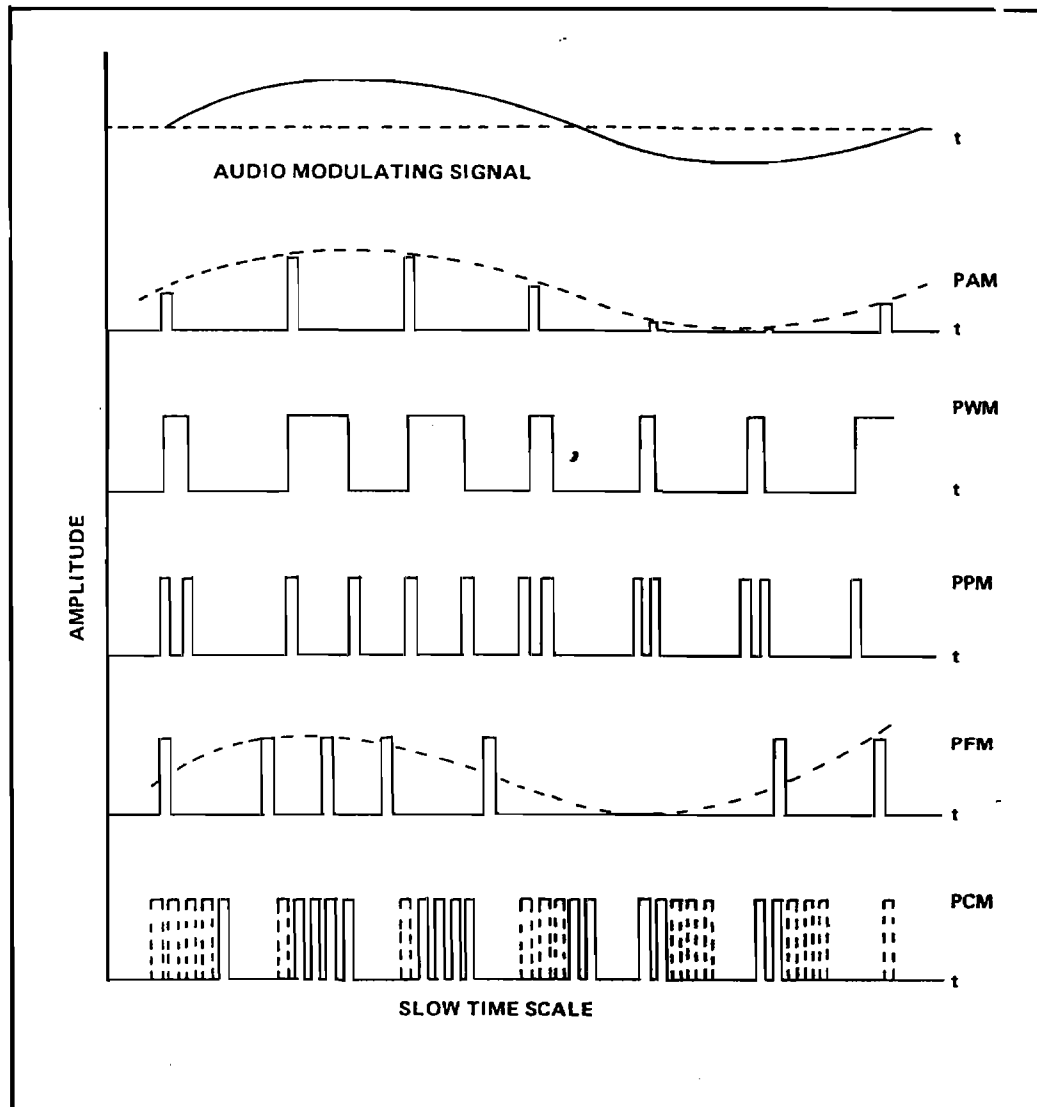 t
AUDIO MODULATING SIGNAL
PAM
t
PWM
t
AMPLITUDE
PPM
t
PFM
t
PCM
t
SLOW TIME SCALE